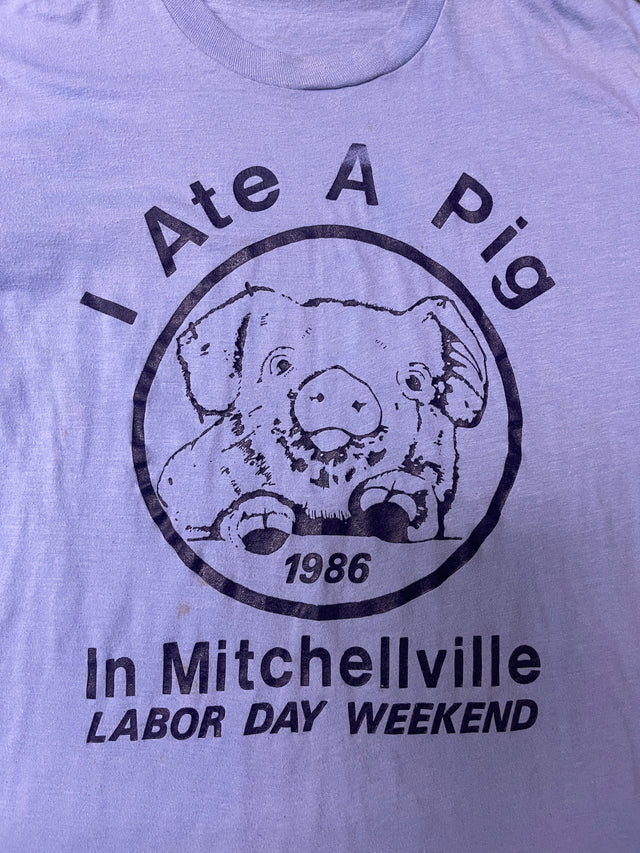 I Ate A Pig
1986
In Mitchellville
LABOR DAY WEEKEND